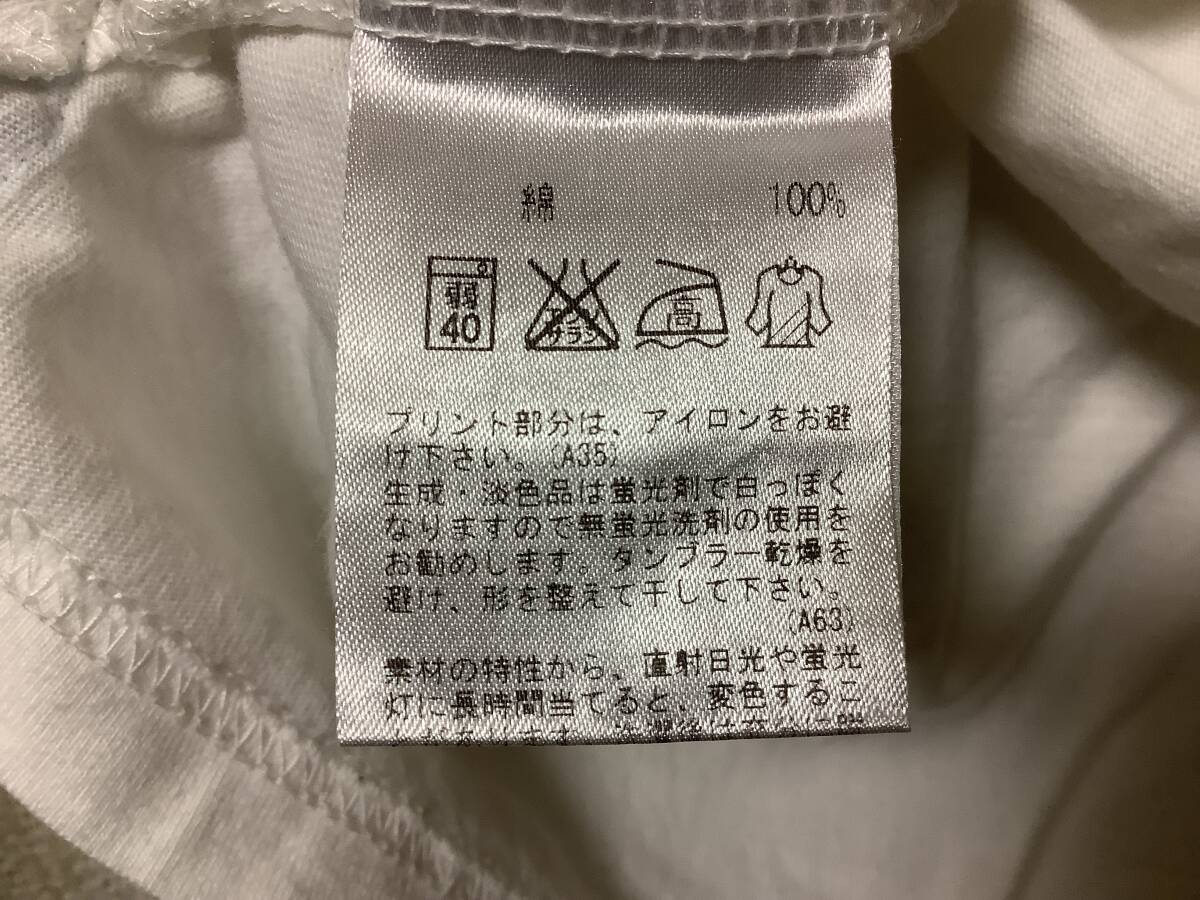 綿 100%
弱
40
エンソ
サラシ
高
プリント部分は、アイロンをお避
け下さい。(A35)
生成・淡色品は蛍光剤で白っぽく
なりますので無蛍光洗剤の使用を
お勧めします。タンブラー乾燥を
避け、形を整えて干して下さい。
(A63)
素材の特性から、直射日光や蛍光
灯に長時間当てると、変色するこ